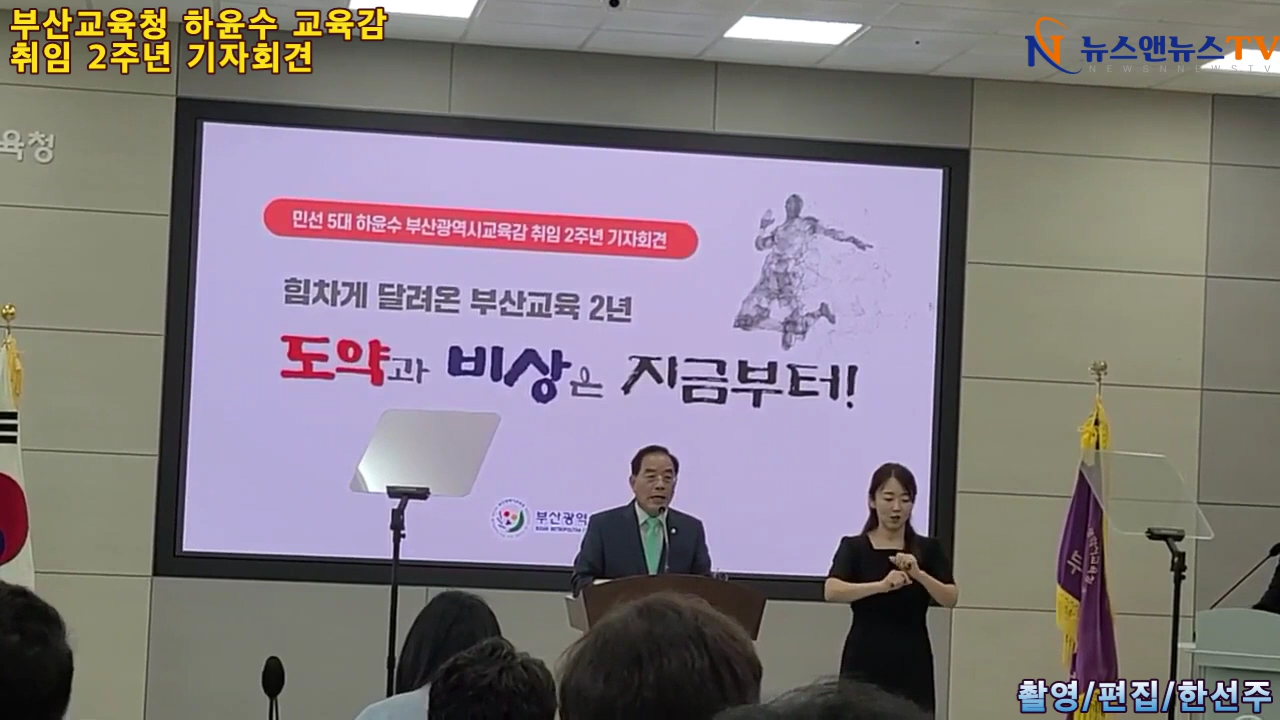 부산교육청 하윤수 교육감
취임 2주년 기자회견
뉴스앤뉴스TV
NEWSNNEWSTV
육청
민선 5대 하윤수 부산광역시교육감 취임 2주년 기자회견
힘차게 달려온 부산교육 2년
도약과 비상은 지금부터!
부산광역
BUSAN METROPOLITAN
촬영/편집/한선주